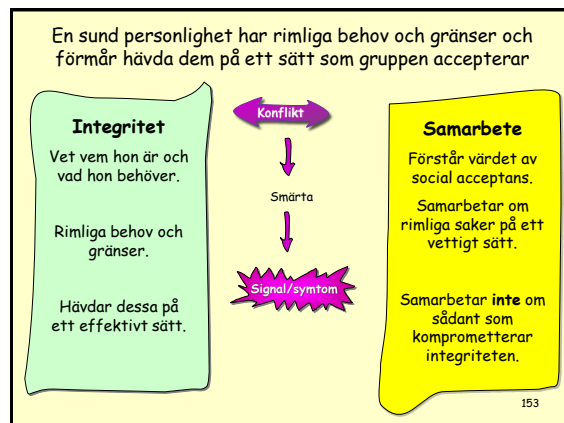 En sund personlighet har rimliga behov och gränser och
förmår hävda dem på ett sätt som gruppen accepterar
Integritet
Vet vem hon är och
vad hon behöver.
Rimliga behov och
gränser.
Hävdar dessa på
ett effektivt sätt.
Konflikt
Smärta
Signal/symtom
Samarbete
Förstår värdet av
social acceptans.
Samarbetar om
rimliga saker på ett
vettigt sätt.
Samarbetar inte om
sådant som
komprometterar
integriteten.
153